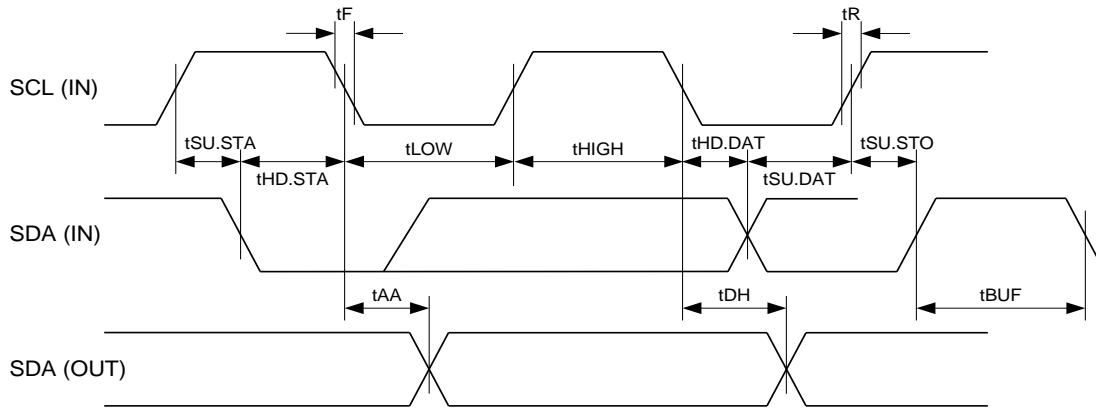 tF
tR
SCL (IN)
tSU.STA
tLOW
tHIGH
tHD.DAT
tSU.STO
tHD.STA
tSU.DAT
SDA (IN)
tAA
tDH
tBUF
SDA (OUT)